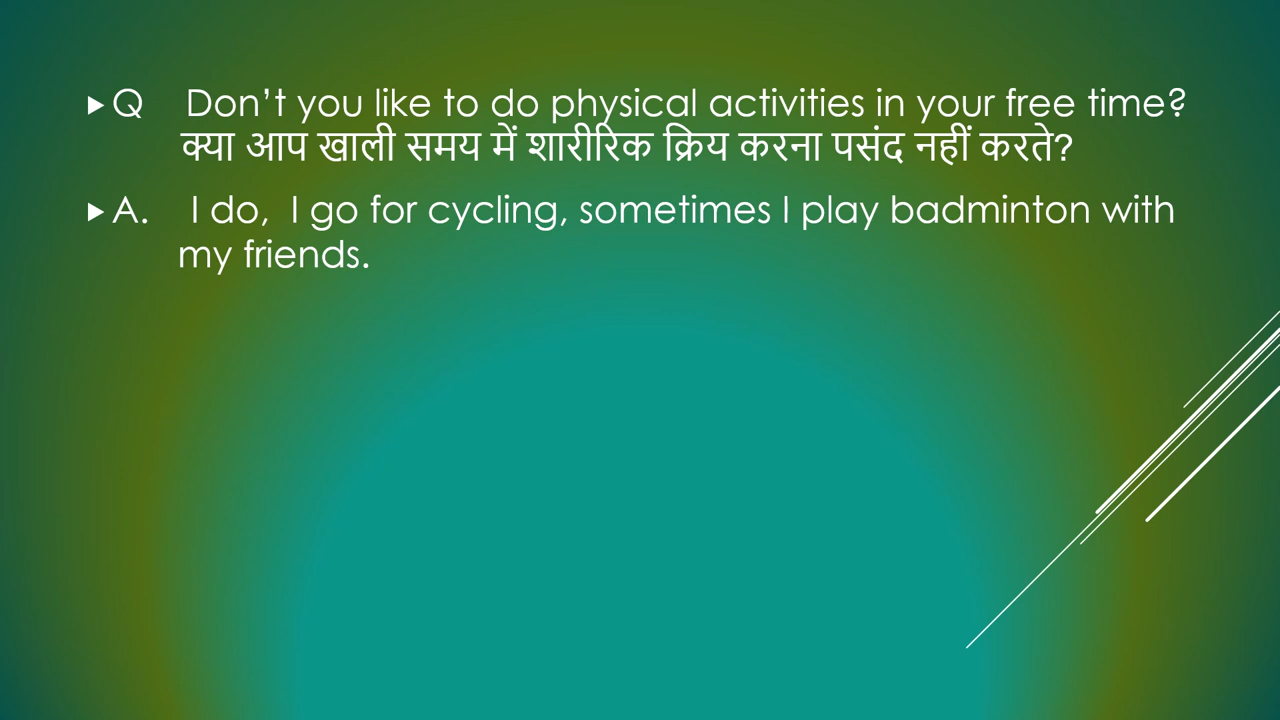 Q Don’t you like to do physical activities in your free time?
क्या आप खाली समय में शारीरिक क्रिय करना पसंद नहीं करते?
A. I do, I go for cycling, sometimes I play badminton with
my friends.